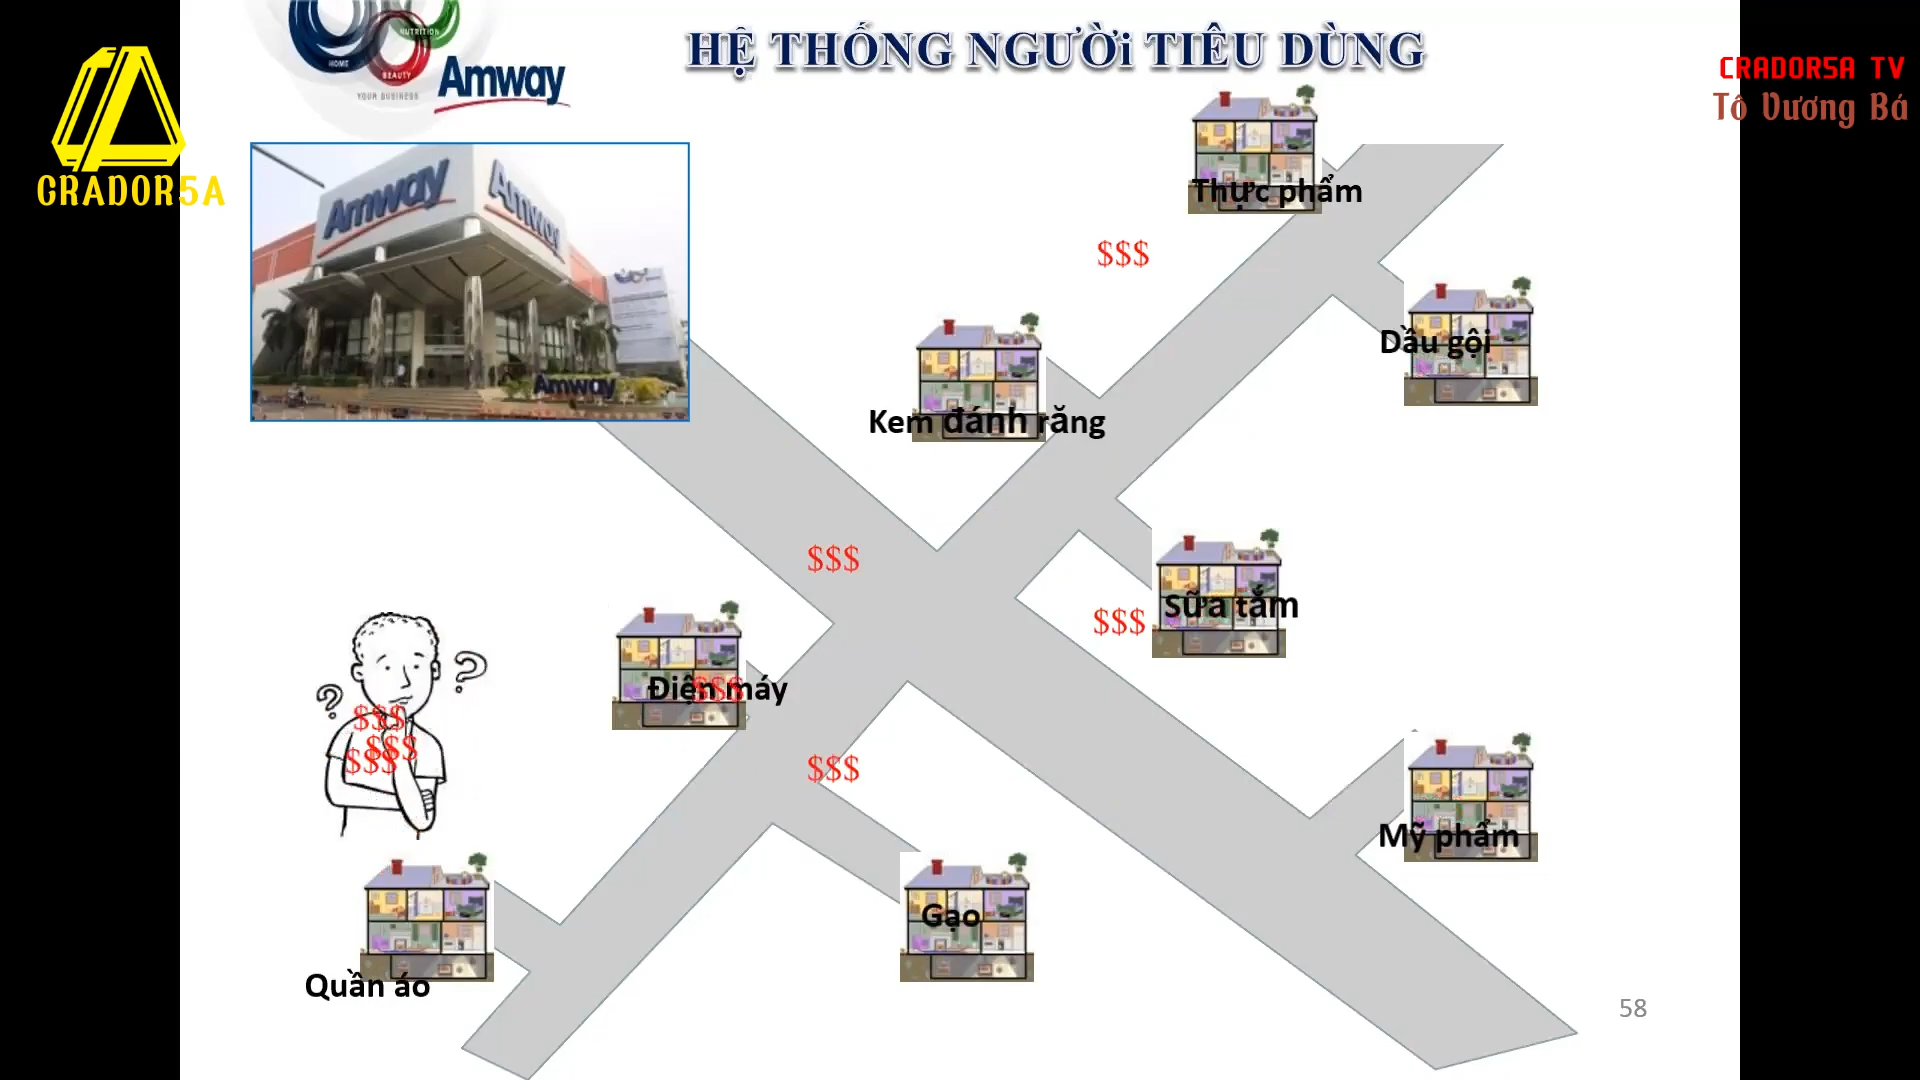 HỆ THỐNG NGƯỜi TIÊU DÙNG
NUTRITION
HOME
BEAUTY
YOUR BUSINESS
Amway
CRADOR5A
CRADOR5A TV
Tô Vương Bá
Amway
Amway
Amway
Thực phẩm
$$$
Dầu gội
Kem đánh răng
$$$
Sữa tắm
$$$
Điện máy
$$$
?
?
$$$
$$$
$$$
$$$
Mỹ phẩm
Gạo
Quần áo
58